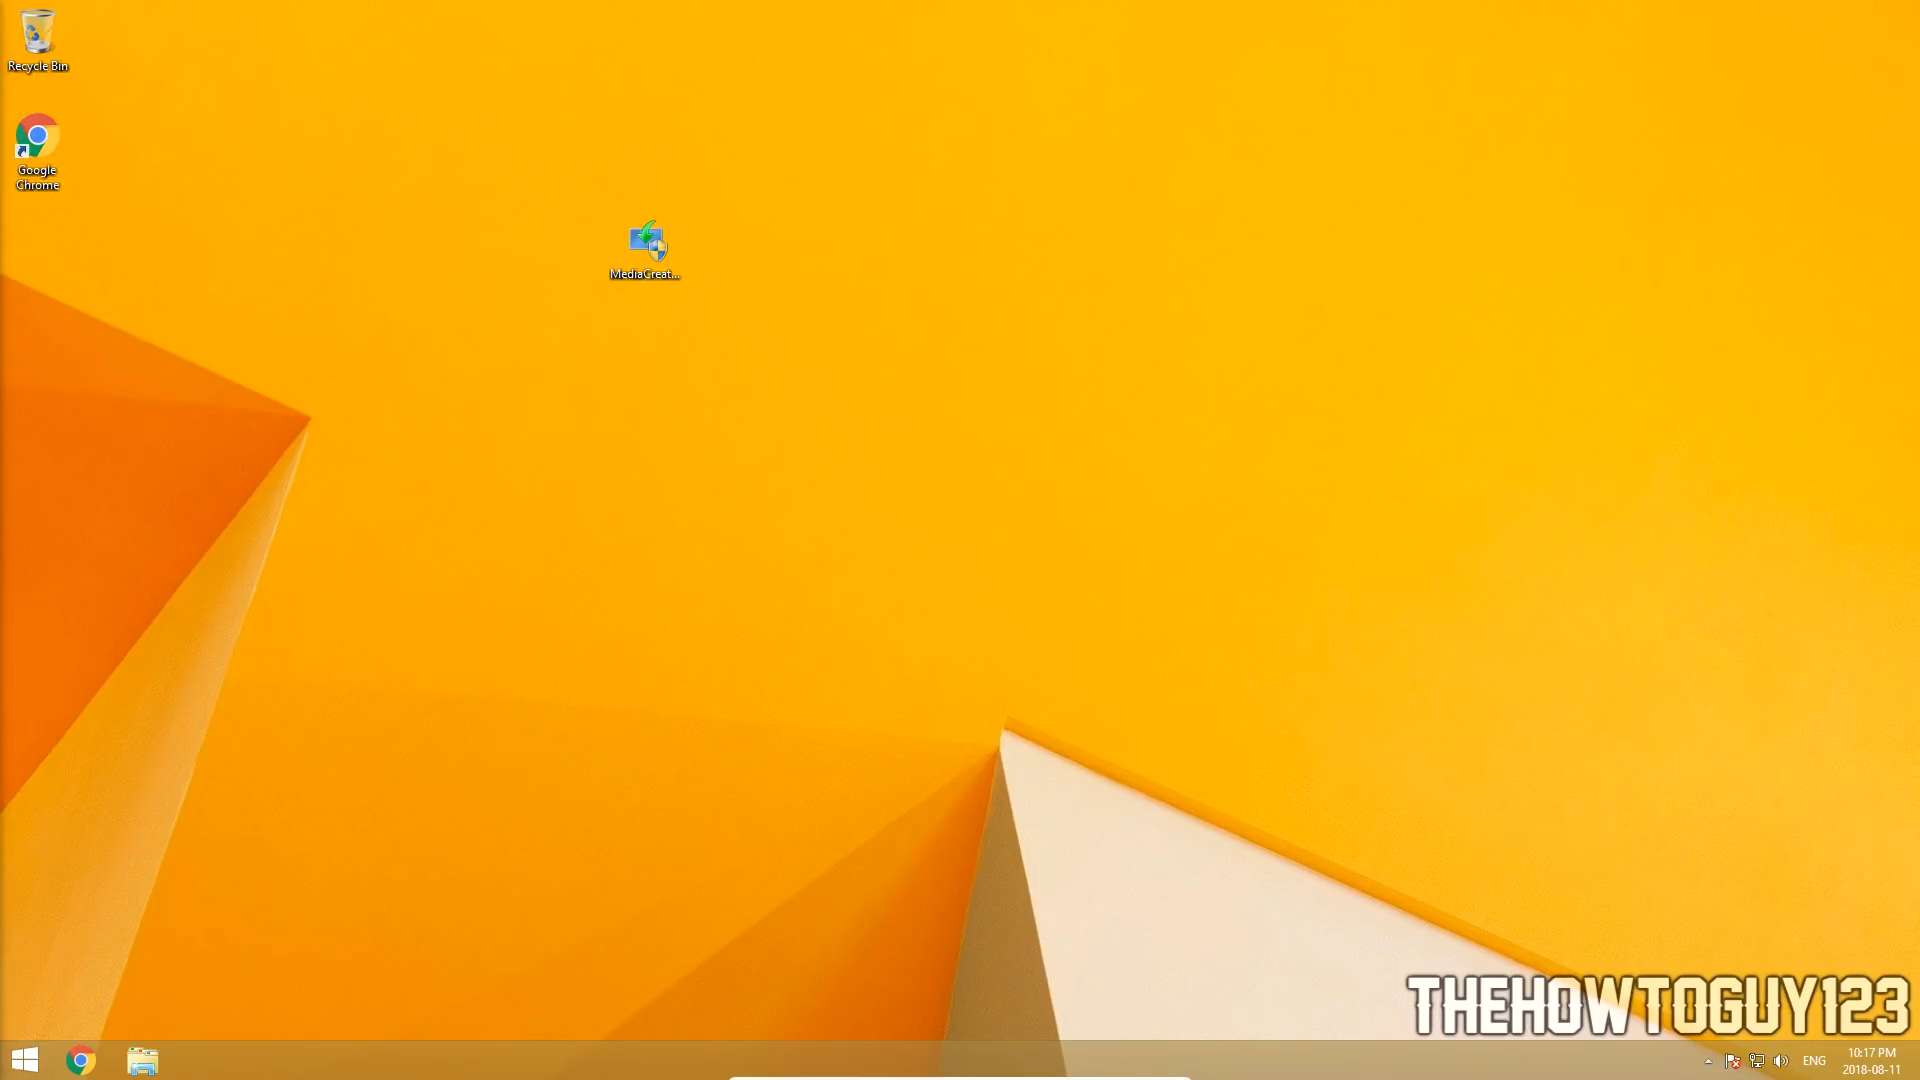 Recycle Bin
Google
Chrome
MediaCreat...
THEHOWTOGUY123
ENG
10:17 PM
2018-08-11